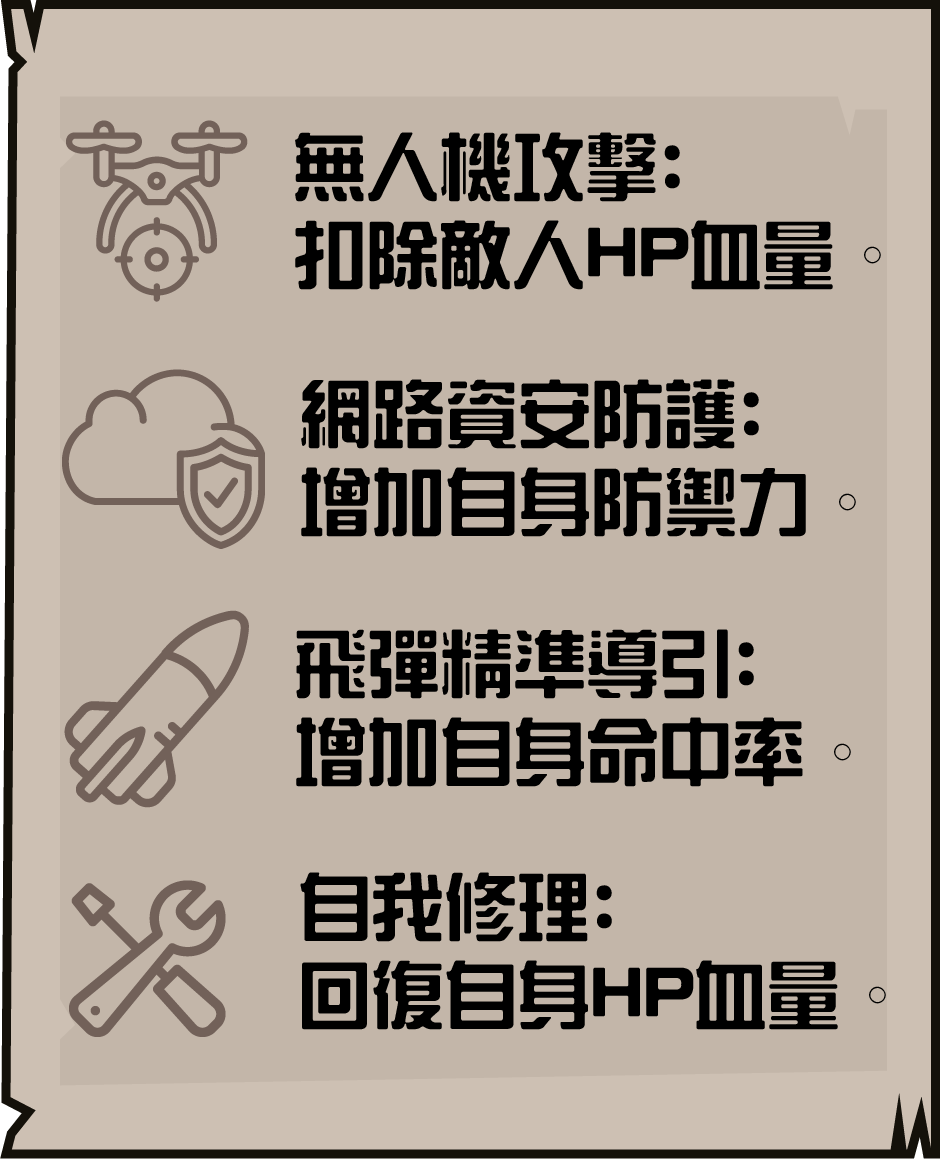 無人機攻擊:
扣除敵人HP血量。
網路資安防護:
增加自身防禦力。
飛彈精準導引:
增加自身命中率。
自我修理:
回復自身HP血量。